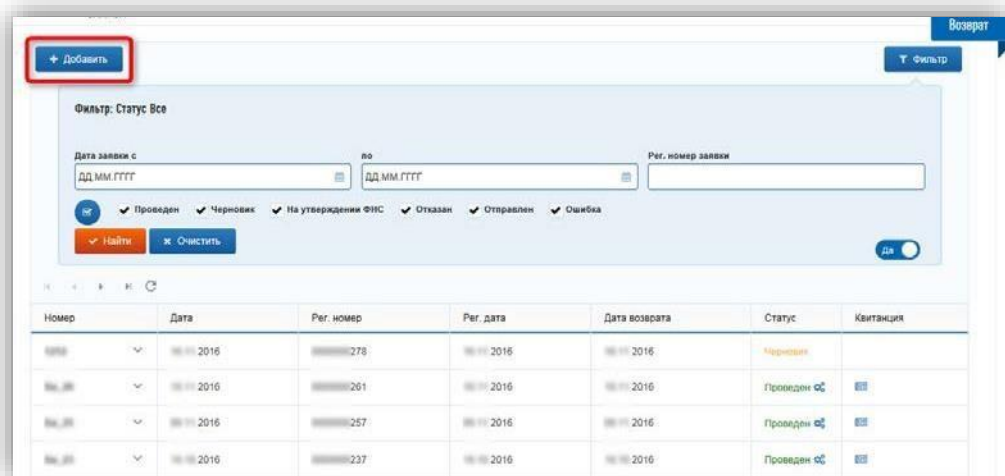 Возврат
+ Добавить
Фильтр
Фильтр: Статус Все
Дата заявки с по Рег. номер заявки
ДД.ММ.ГГГГ ДД.ММ.ГГГГ
Проведен Черновик На утверждении ФНС Отказан Отправлен Ошибка
Найти Очистить Да
Номер Дата Рег. номер Рег. дата Дата возврата Статус Квитанция
2016 278 2016 2016 Черновик
2016 261 2016 2016 Проведен
2016 257 2016 2016 Проведен
2016 237 2016 2016 Проведен